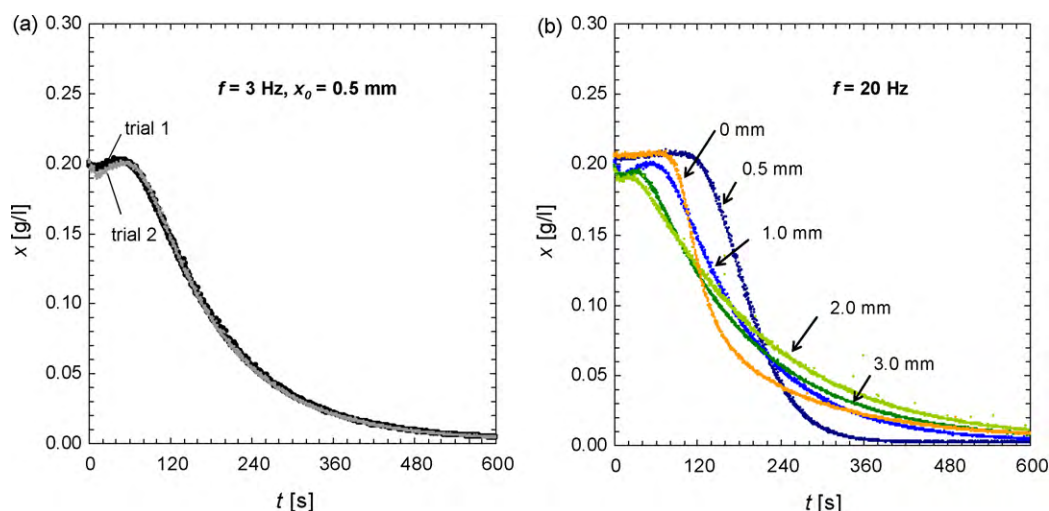 (a)
0.30
0.25
0.20
0.15
0.10
0.05
0.00
x [g/l]
f = 3 Hz, x0 = 0.5 mm
trial 1
trial 2
0 120 240 360 480 600
t [s]
(b)
0.30
0.25
0.20
0.15
0.10
0.05
0.00
x [g/l]
f = 20 Hz
0 mm
0.5 mm
1.0 mm
2.0 mm
3.0 mm
0 120 240 360 480 600
t [s]